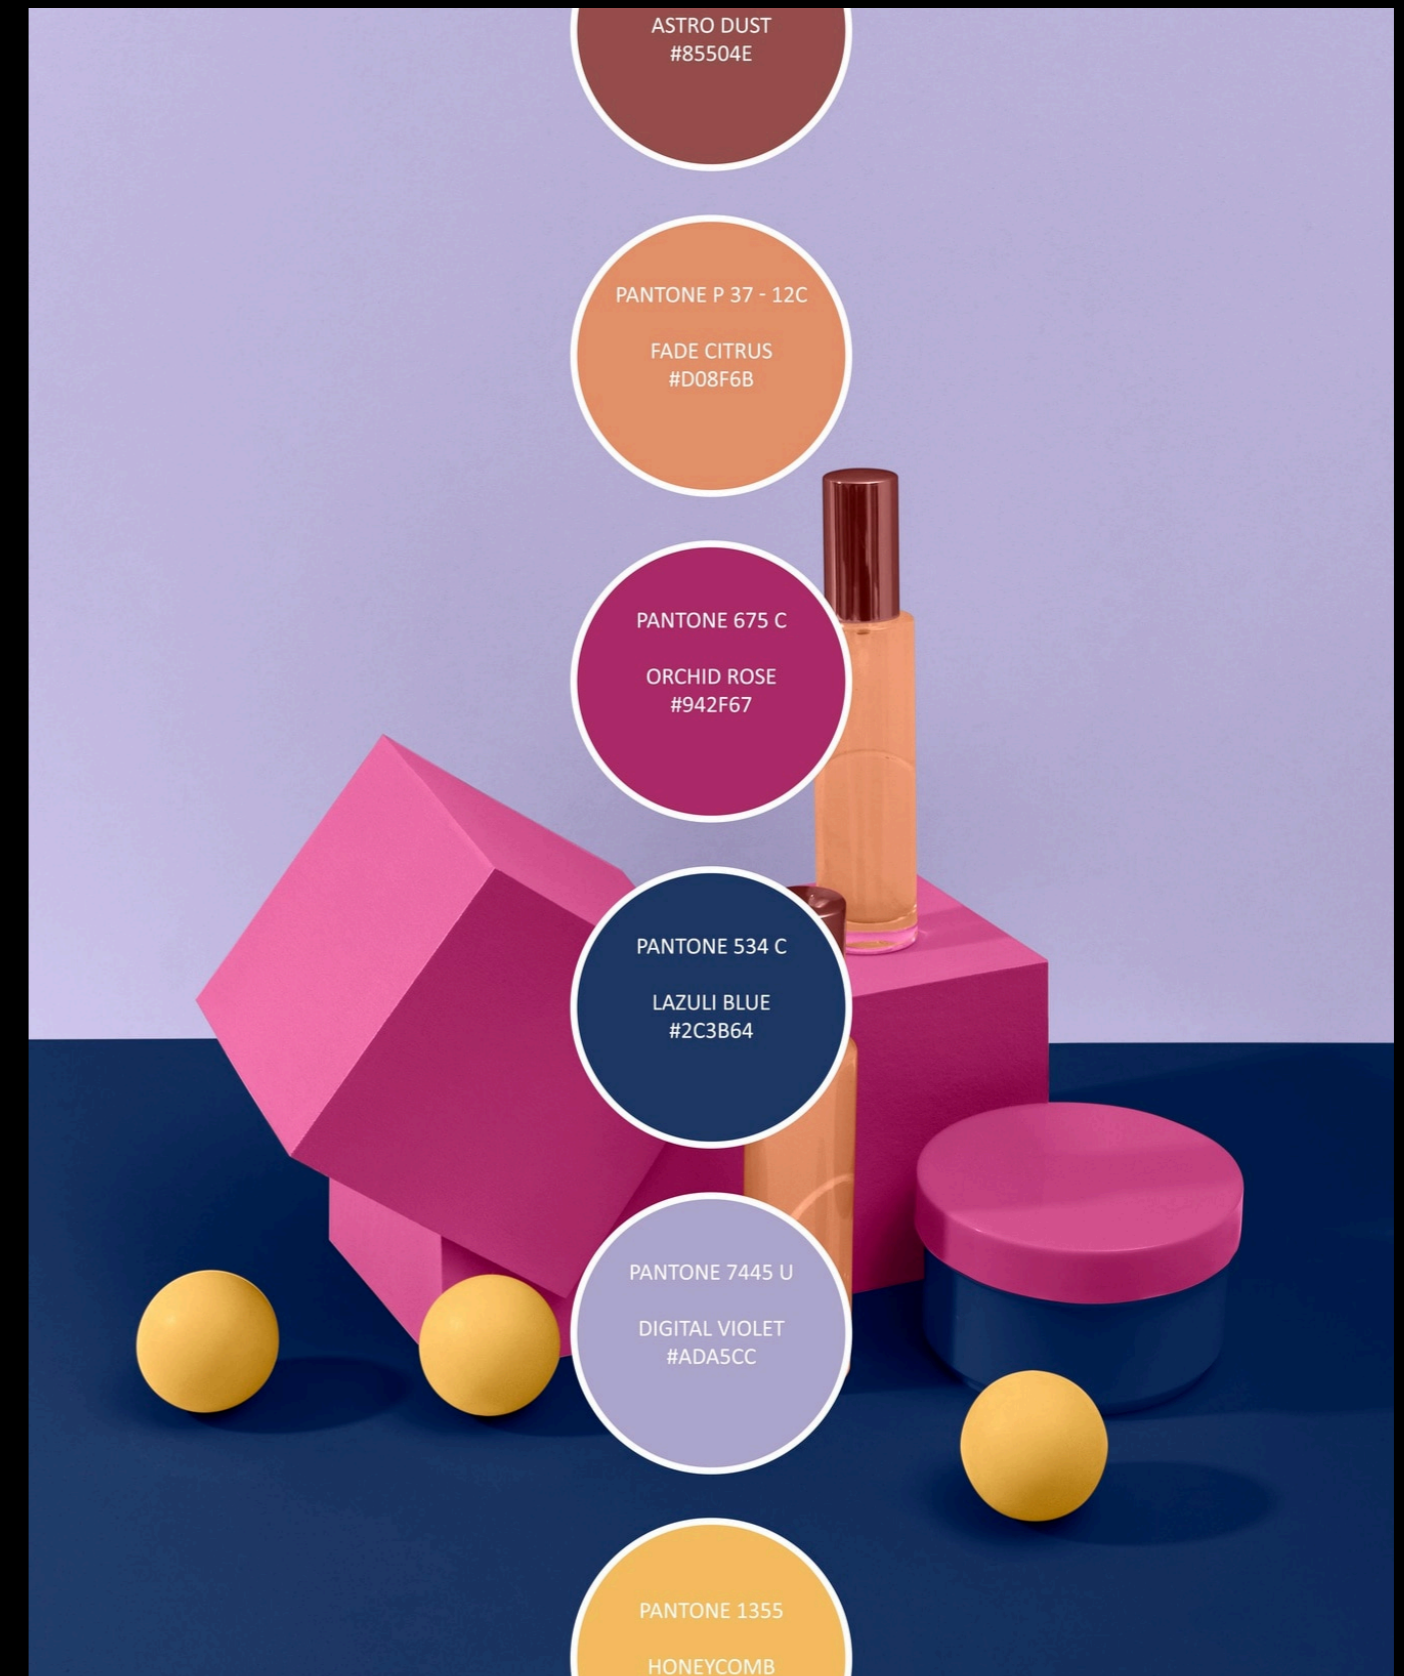 ASTRO DUST
#85504E
PANTONE P 37 - 12C
FADE CITRUS
#D08F6B
PANTONE 675 C
ORCHID ROSE
#942F67
PANTONE 534 C
LAZULI BLUE
#2C3B64
PANTONE 7445 U
DIGITAL VIOLET
#ADA5CC
PANTONE 1355
HONEYCOMB